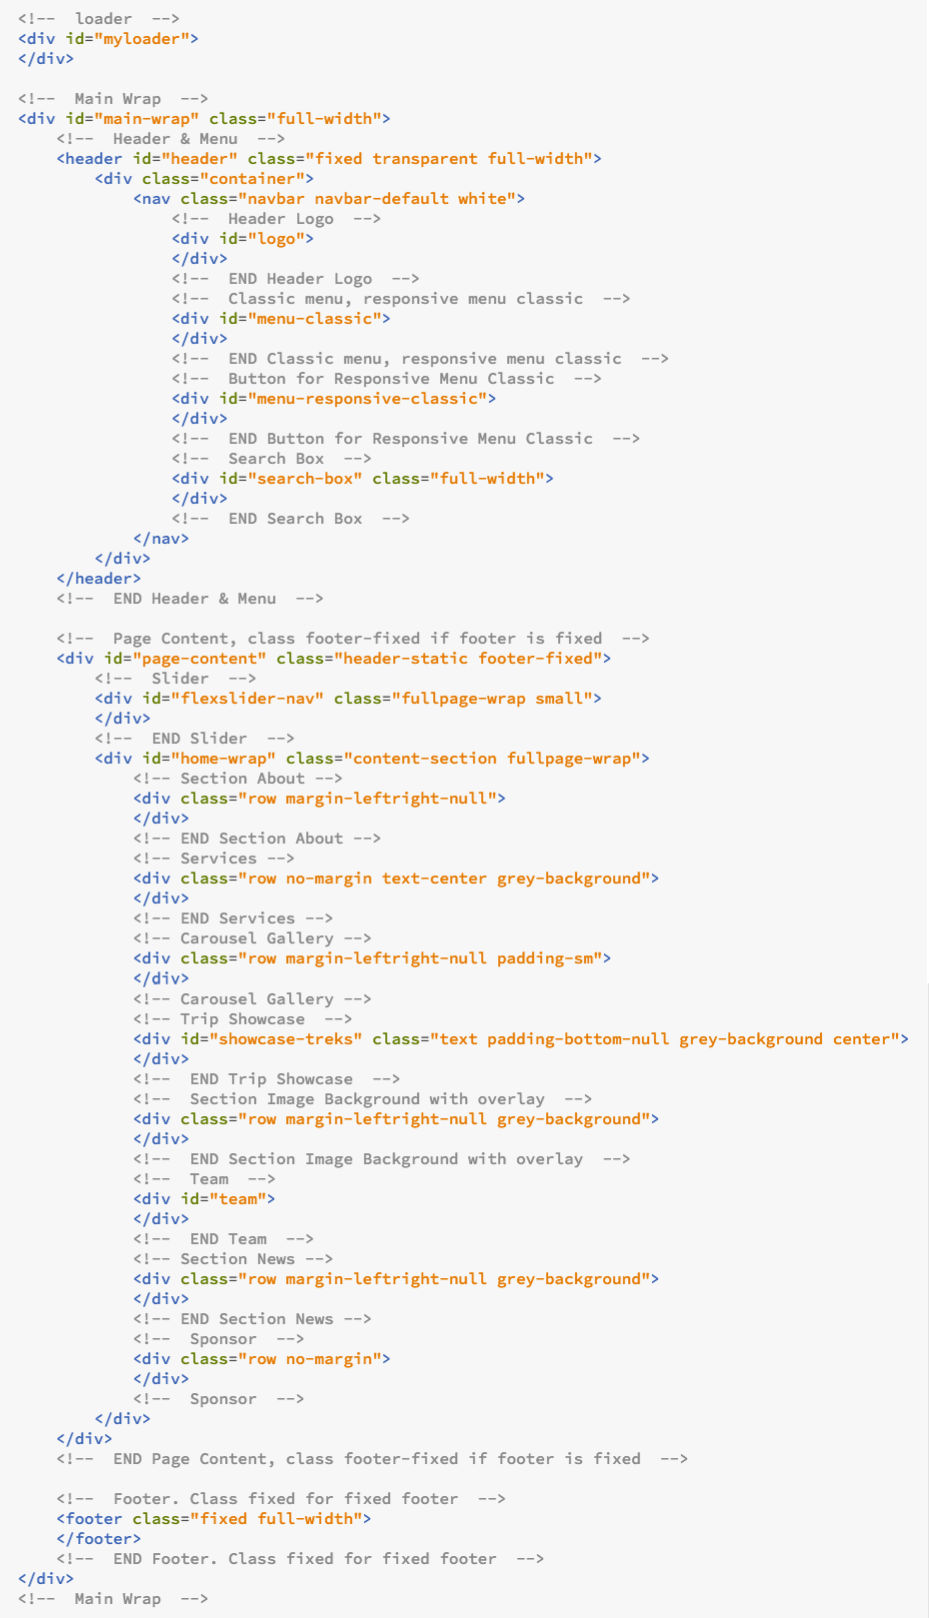 <!--  loader  -->
<div id="myloader">
</div>

<!--  Main Wrap  -->
<div id="main-wrap" class="full-width">
    <!--  Header & Menu  -->
    <header id="header" class="fixed transparent full-width">
        <div class="container">
            <nav class="navbar navbar-default white">
                <!--  Header Logo  -->
                <div id="logo">
                </div>
                <!--  END Header Logo  -->
                <!--  Classic menu, responsive menu classic  -->
                <div id="menu-classic">
                </div>
                <!--  END Classic menu, responsive menu classic  -->
                <!--  Button for Responsive Menu Classic  -->
                <div id="menu-responsive-classic">
                </div>
                <!--  END Button for Responsive Menu Classic  -->
                <!--  Search Box  -->
                <div id="search-box" class="full-width">
                </div>
                <!--  END Search Box  -->
            </nav>
        </div>
    </header>
    <!--  END Header & Menu  -->

    <!--  Page Content, class footer-fixed if footer is fixed  -->
    <div id="page-content" class="header-static footer-fixed">
        <!--  Slider  -->
        <div id="flexslider-nav" class="fullpage-wrap small">
        </div>
        <!--  END Slider  -->
        <div id="home-wrap" class="content-section fullpage-wrap">
            <!-- Section About -->
            <div class="row margin-leftright-null">
            </div>
            <!-- END Section About -->
            <!-- Services -->
            <div class="row no-margin text-center grey-background">
            </div>
            <!-- END Services -->
            <!-- Carousel Gallery -->
            <div class="row margin-leftright-null padding-sm">
            </div>
            <!-- Carousel Gallery -->
            <!-- Trip Showcase  -->
            <div id="showcase-treks" class="text padding-bottom-null grey-background center">
            </div>
            <!--  END Trip Showcase  -->
            <!--  Section Image Background with overlay  -->
            <div class="row margin-leftright-null grey-background">
            </div>
            <!--  END Section Image Background with overlay  -->
            <!--  Team  -->
            <div id="team">
            </div>
            <!--  END Team  -->
            <!-- Section News -->
            <div class="row margin-leftright-null grey-background">
            </div>
            <!-- END Section News -->
            <!--  Sponsor  -->
            <div class="row no-margin">
            </div>
            <!--  Sponsor  -->
        </div>
    </div>
    <!--  END Page Content, class footer-fixed if footer is fixed  -->

    <!--  Footer. Class fixed for fixed footer  -->
    <footer class="fixed full-width">
    </footer>
    <!--  END Footer. Class fixed for fixed footer  -->
</div>
<!--  Main Wrap  -->